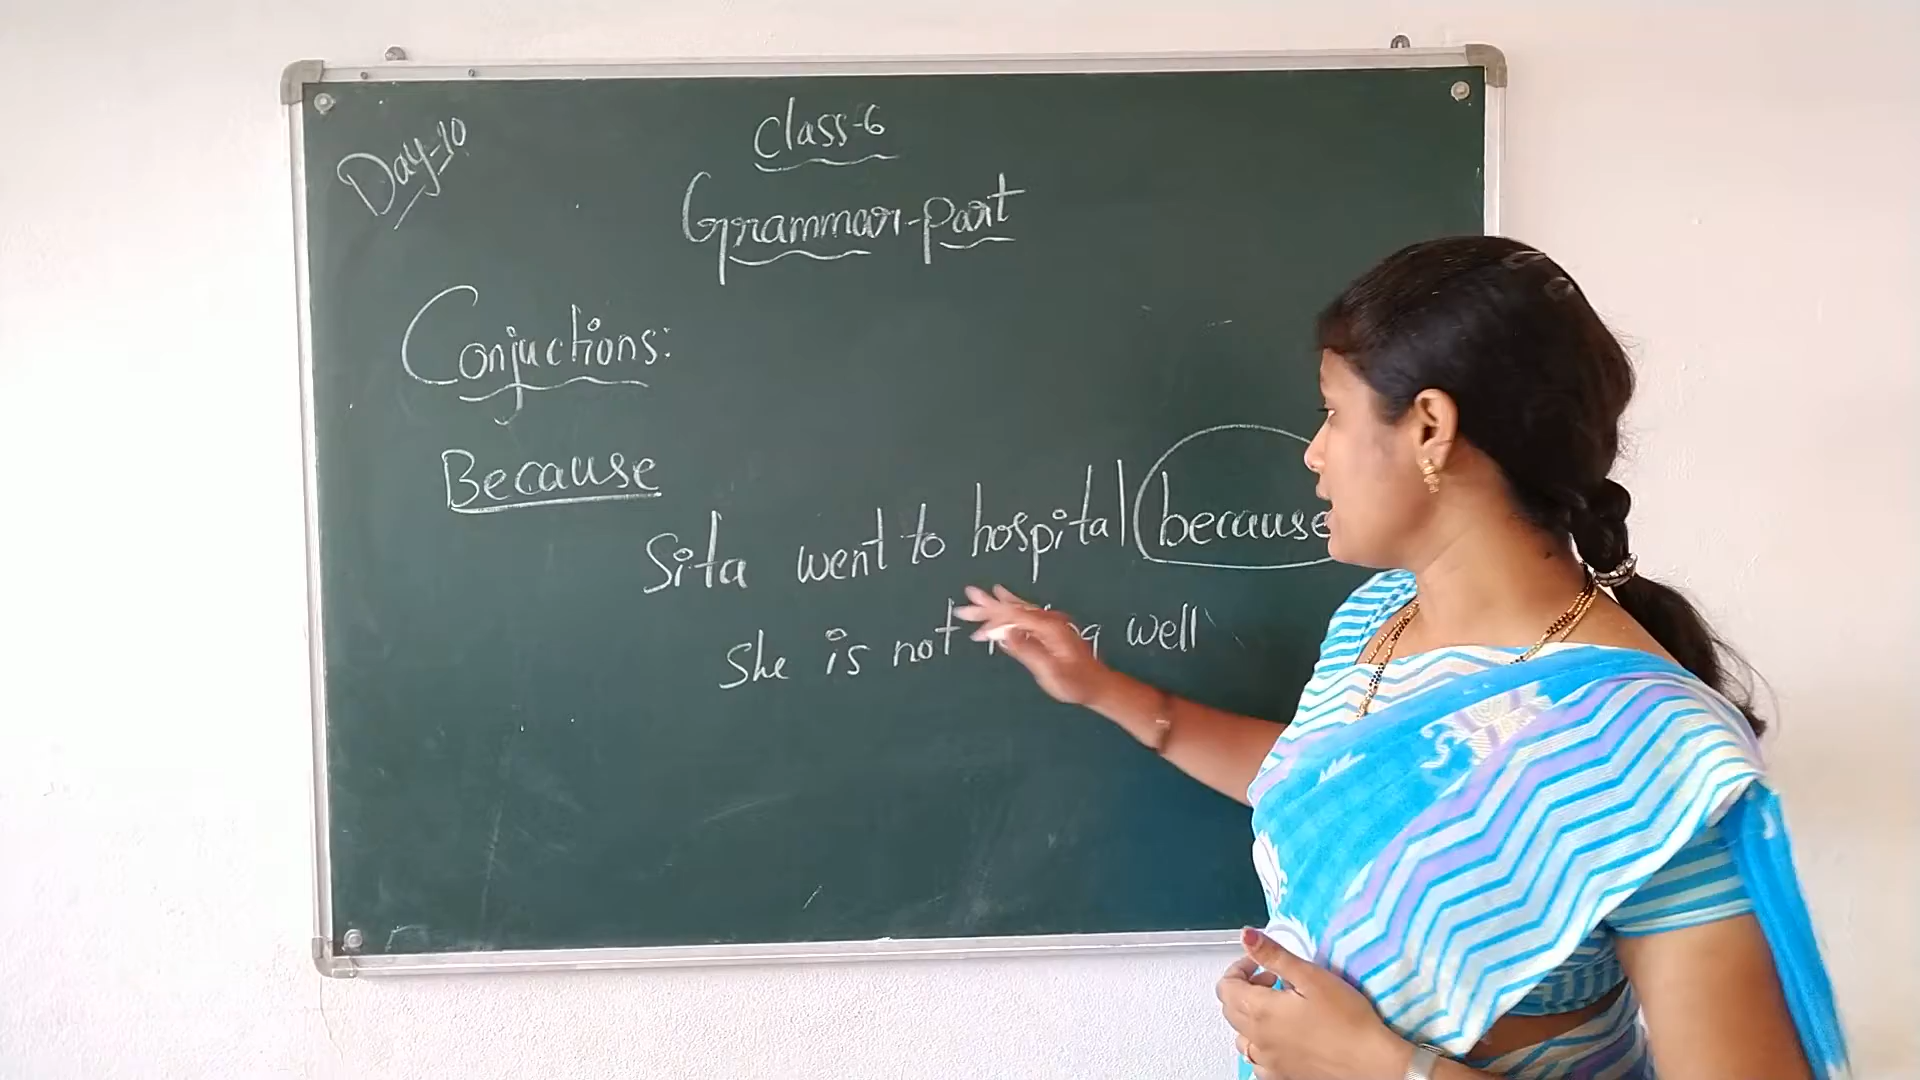 Day-10
Class-6
Grammar-part
Conjuctions:
Because
Sita went to hospital because
She is not well